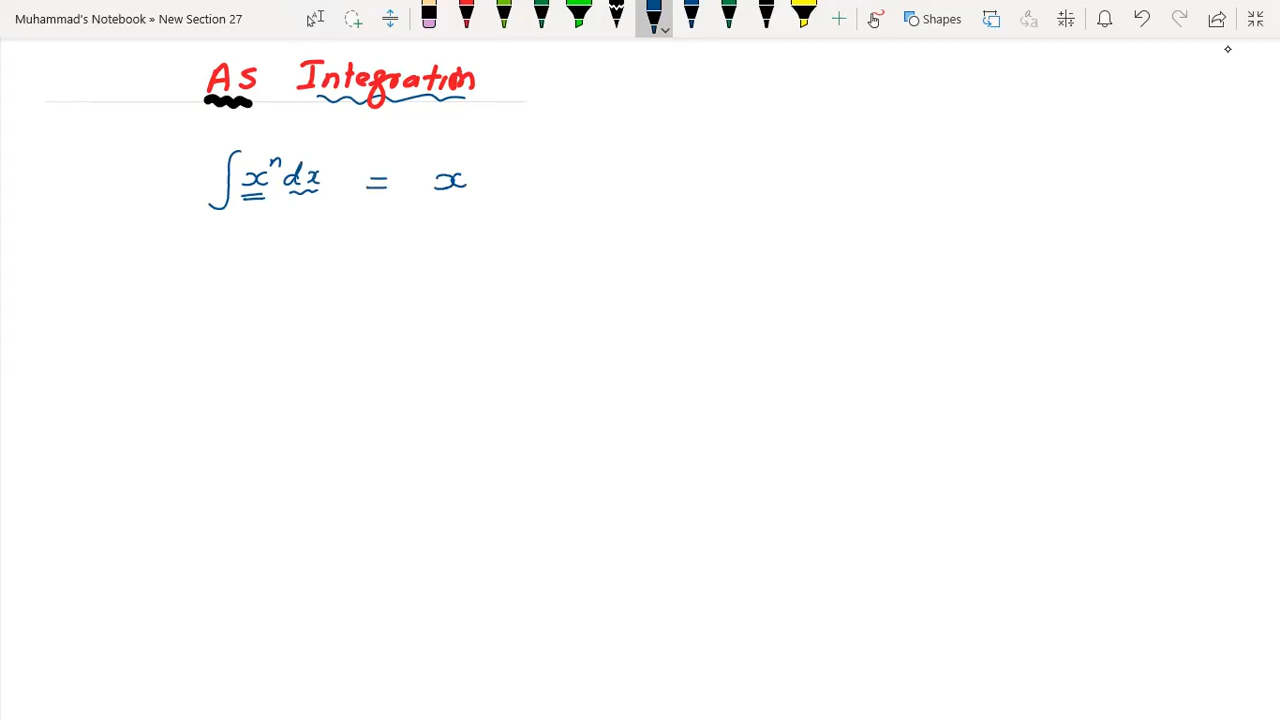 Muhammad's Notebook » New Section 27
Shapes
As Integration
∫xⁿdx = x